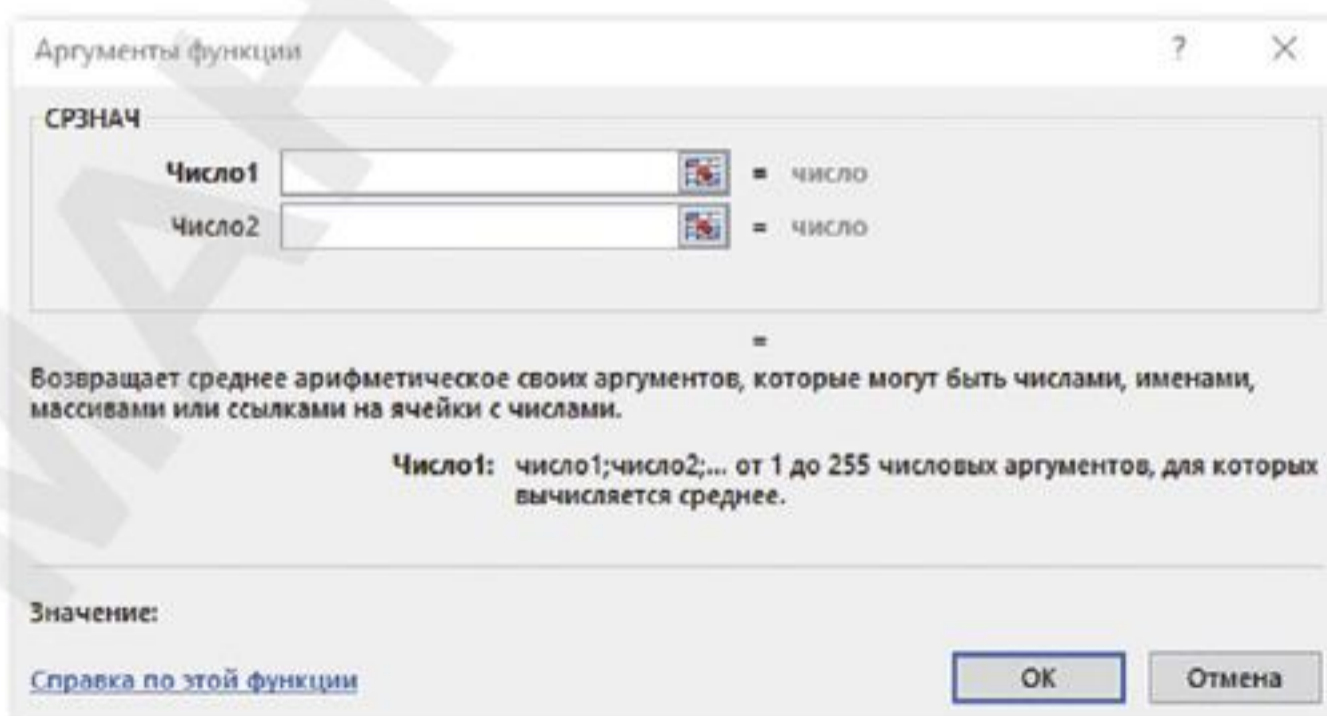 Аргументы функции ? ×
СРЗНАЧ
Число1 = число
Число2 = число
=
Возвращает среднее арифметическое своих аргументов, которые могут быть числами, именами,
массивами или ссылками на ячейки с числами.
Число1: число1;число2;... от 1 до 255 числовых аргументов, для которых
вычисляется среднее.
Значение:
Справка по этой функции
ОК Отмена
МАН